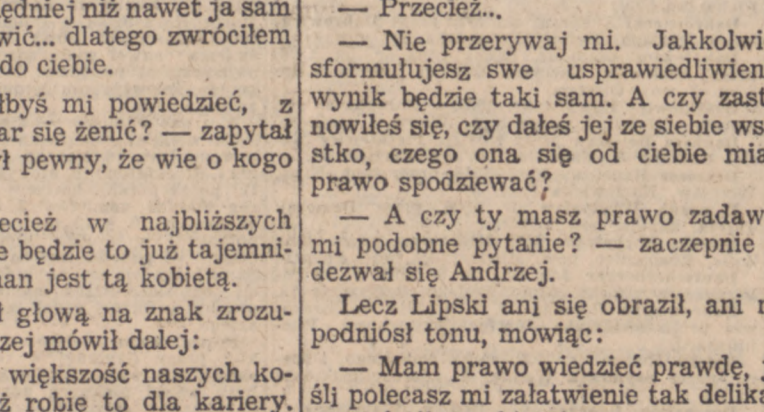 ędniej niż nawet ja sam
wić... dlatego zwróciłem
do ciebie.
łbyś mi powiedzieć, z
ar się żenić? — zapytał
ł pewny, że wie o kogo
ecież w najbliższych
e będzie to już tajemni-
nan jest tą kobietą.
ł głową na znak zrozu-
zej mówił dalej:
większość naszych ko-
ż robię to dla kariery.
— Przecież...
— Nie przerywaj mi. Jakkolwi
sformułujesz swe usprawiedliwien
wynik będzie taki sam. A czy zast
nowiłeś się, czy dałeś jej ze siebie ws
stko, czego ona się od ciebie mia
prawo spodziewać?
— A czy ty masz prawo zadaw
mi podobne pytanie? — zaczepnie
dezwał się Andrzej.
Lecz Lipski ani się obraził, ani n
podniósł tonu, mówiąc:
— Mam prawo wiedzieć prawdę, j
śli polecasz mi załatwienie tak delika